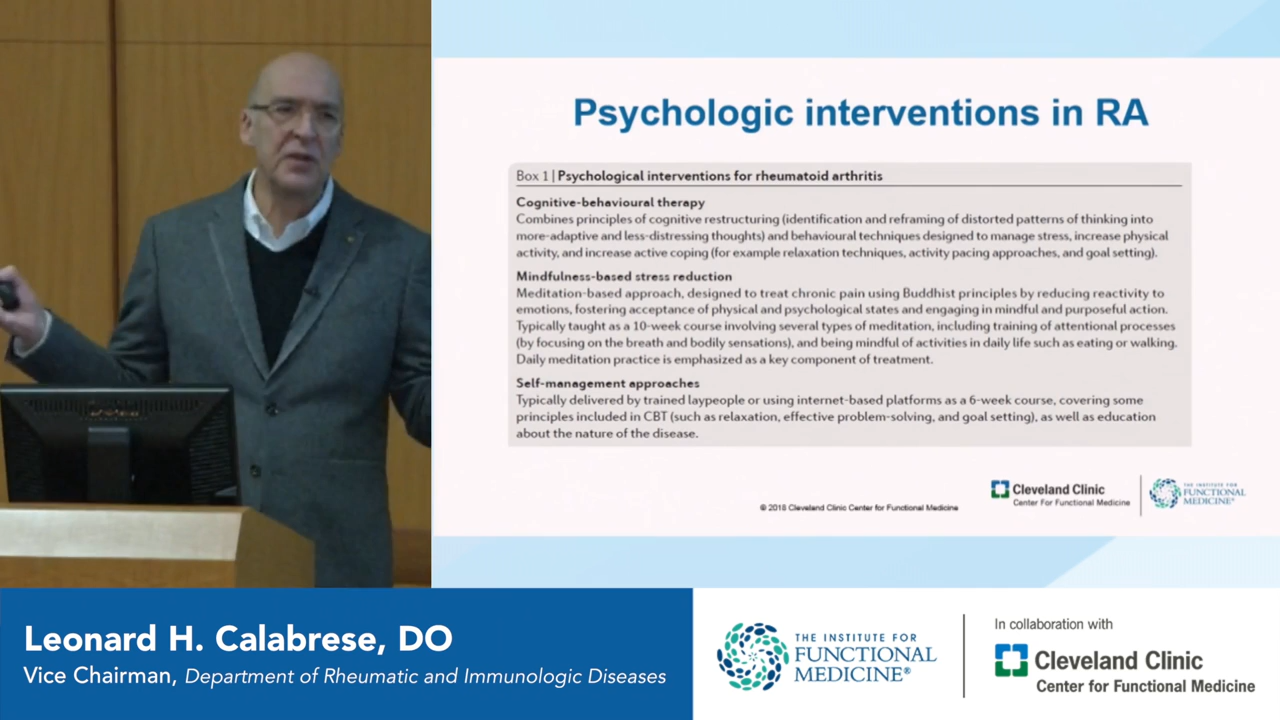 Psychologic interventions in RA
Box 1 | Psychological interventions for rheumatoid arthritis
Cognitive-behavioural therapy
Combines principles of cognitive restructuring (identification and reframing of distorted patterns of thinking into
more-adaptive and less-distressing thoughts) and behavioural techniques designed to manage stress, increase physical
activity, and increase active coping (for example relaxation techniques, activity pacing approaches, and goal setting).
Mindfulness-based stress reduction
Meditation-based approach, designed to treat chronic pain using Buddhist principles by reducing reactivity to
emotions, fostering acceptance of physical and psychological states and engaging in mindful and purposeful action.
Typically taught as a 10-week course involving several types of meditation, including training of attentional processes
(by focusing on the breath and bodily sensations), and being mindful of activities in daily life such as eating or walking.
Daily meditation practice is emphasized as a key component of treatment.
Self-management approaches
Typically delivered by trained laypeople or using internet-based platforms as a 6-week course, covering some
principles included in CBT (such as relaxation, effective problem-solving, and goal setting), as well as education
about the nature of the disease.
© 2018 Cleveland Clinic Center for Functional Medicine
Cleveland Clinic
Center For Functional Medicine
THE INSTITUTE FOR
FUNCTIONAL
MEDICINE®
DELL
Leonard H. Calabrese, DO
Vice Chairman, Department of Rheumatic and Immunologic Diseases
THE INSTITUTE FOR
FUNCTIONAL
MEDICINE®
In collaboration with
Cleveland Clinic
Center for Functional Medicine